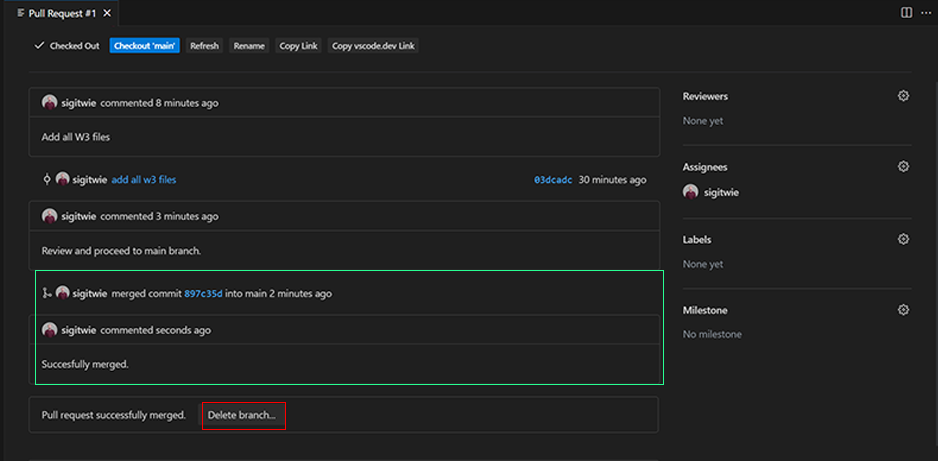 Pull Request #1
Checked Out Checkout 'main' Refresh Rename Copy Link Copy vscode.dev Link
sigitwie commented 8 minutes ago
Add all W3 files
sigitwie add all w3 files 03dcadc 30 minutes ago
sigitwie commented 3 minutes ago
Review and proceed to main branch.
sigitwie merged commit 897c35d into main 2 minutes ago
sigitwie commented seconds ago
Succesfully merged.
Pull request successfully merged. Delete branch...
Reviewers
None yet
Assignees
sigitwie
Labels
None yet
Milestone
No milestone